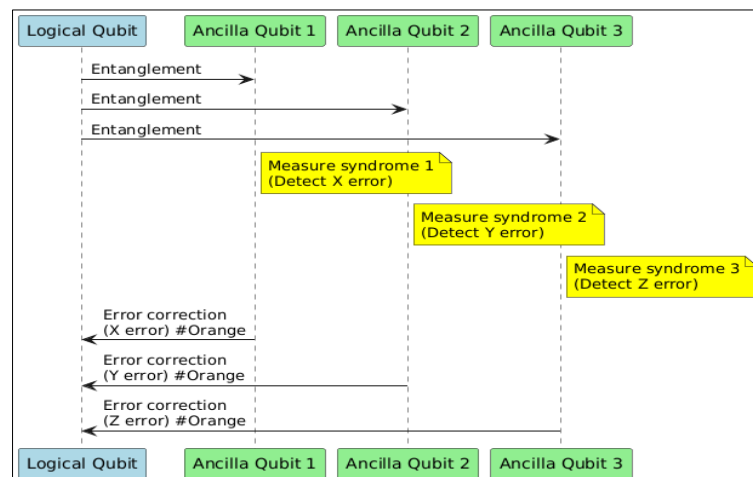 Logical Qubit
Ancilla Qubit 1
Ancilla Qubit 2
Ancilla Qubit 3
Entanglement
Entanglement
Entanglement
Measure syndrome 1
(Detect X error)
Measure syndrome 2
(Detect Y error)
Measure syndrome 3
(Detect Z error)
Error correction
(X error) #Orange
Error correction
(Y error) #Orange
Error correction
(Z error) #Orange
Logical Qubit
Ancilla Qubit 1
Ancilla Qubit 2
Ancilla Qubit 3